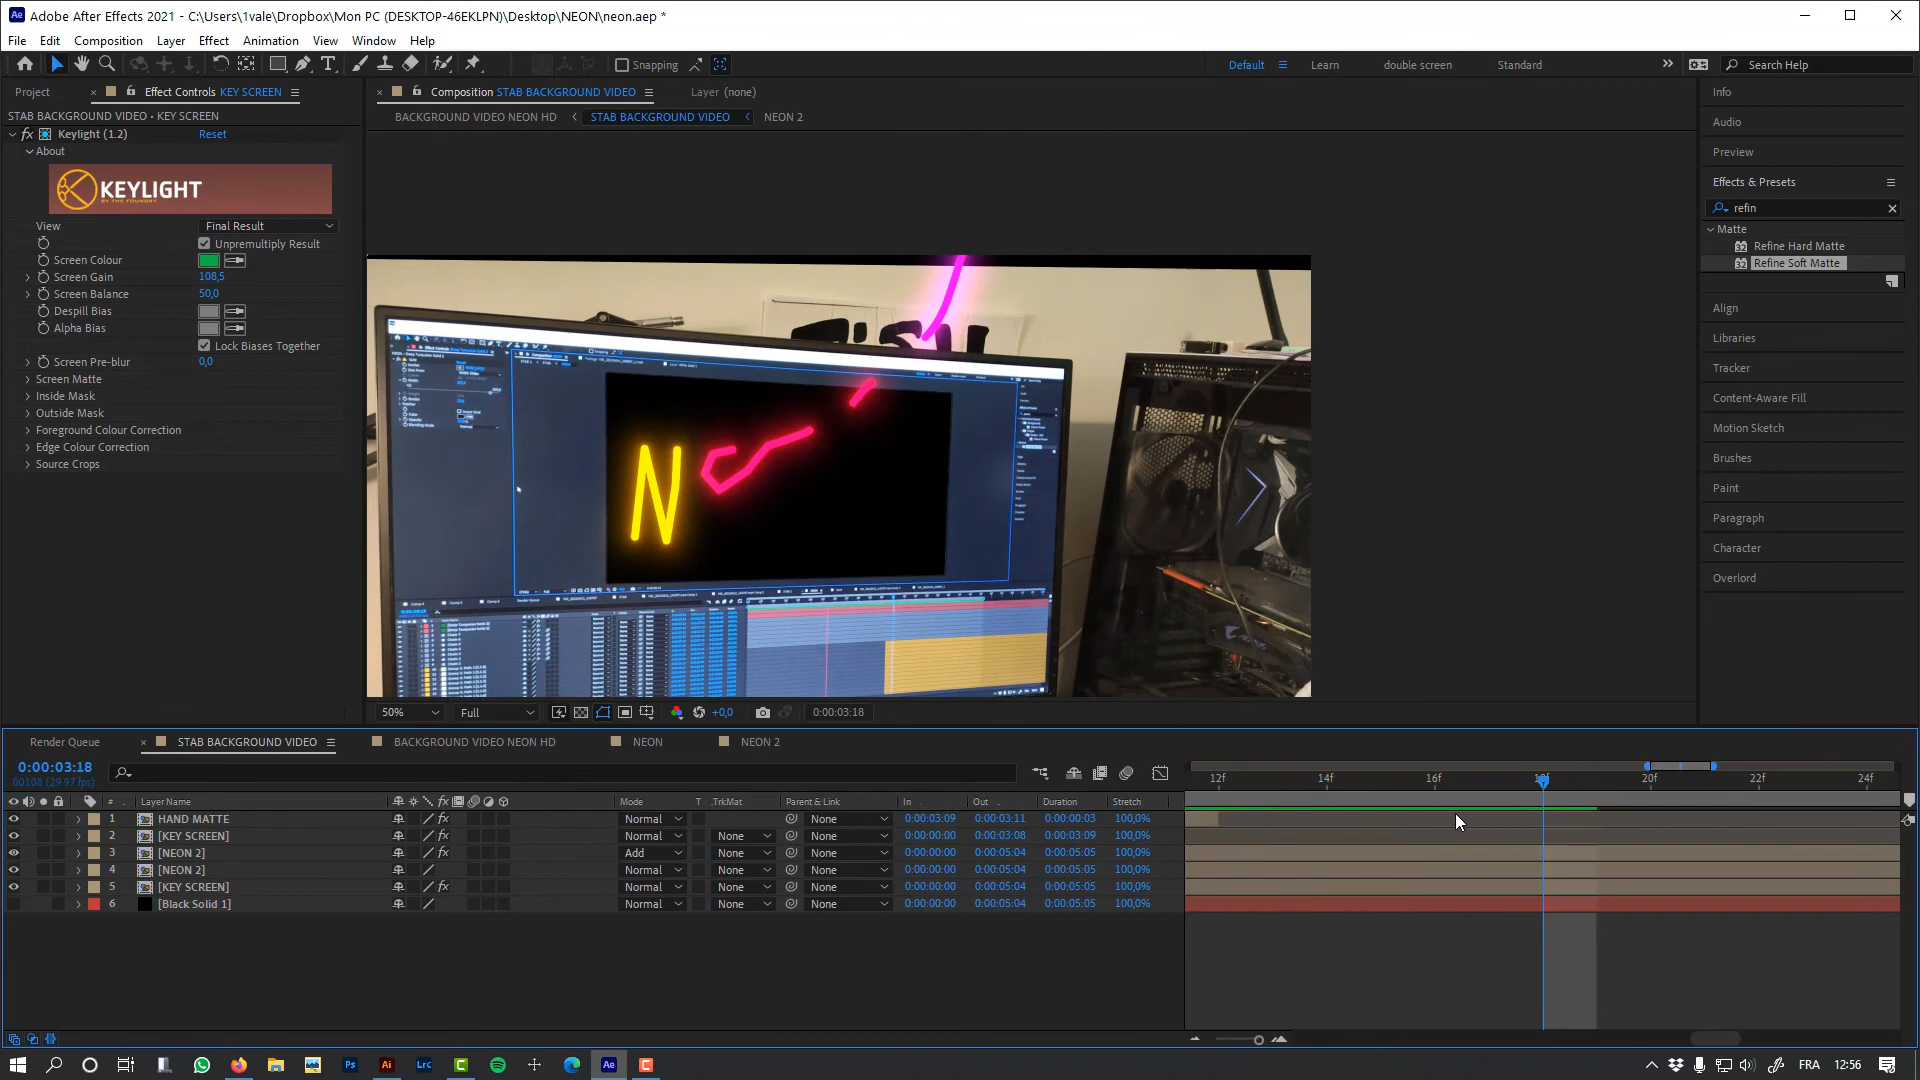 Adobe After Effects 2021 - C:\Users\1vale\Dropbox\Mon PC (DESKTOP-46EKLPN)\Desktop\NEON\neon.aep *
File Edit Composition Layer Effect Animation View Window Help
Snapping Default Learn double screen Standard Search Help
Project Effect Controls KEY SCREEN
STAB BACKGROUND VIDEO • KEY SCREEN
Keylight (1.2) Reset
About
KEYLIGHT
BY THE FOUNDRY
View Final Result
Unpremultiply Result
Screen Colour
Screen Gain 108,5
Screen Balance 50,0
Despill Bias
Alpha Bias
Lock Biases Together
Screen Pre-blur 0,0
Screen Matte
Inside Mask
Outside Mask
Foreground Colour Correction
Edge Colour Correction
Source Crops
Composition STAB BACKGROUND VIDEO Layer (none)
BACKGROUND VIDEO NEON HD STAB BACKGROUND VIDEO NEON 2
N
50% Full +0,0 0:00:03:18
Info
Audio
Preview
Effects & Presets
refin
Matte
Refine Hard Matte
Refine Soft Matte
Align
Libraries
Tracker
Content-Aware Fill
Motion Sketch
Brushes
Paint
Paragraph
Character
Overlord
Render Queue STAB BACKGROUND VIDEO BACKGROUND VIDEO NEON HD NEON NEON 2
0:00:03:18
00108 (29.97 fps)
12f 14f 16f 18f 20f 22f 24f
# Layer Name Mode T .TrkMat Parent & Link In Out Duration Stretch
1 HAND MATTE Normal None 0:00:03:09 0:00:03:11 0:00:00:03 100,0%
2 [KEY SCREEN] Normal None None 0:00:00:00 0:00:03:08 0:00:03:09 100,0%
3 [NEON 2] Add None None 0:00:00:00 0:00:05:04 0:00:05:05 100,0%
4 [NEON 2] Normal None None 0:00:00:00 0:00:05:04 0:00:05:05 100,0%
5 [KEY SCREEN] Normal None None 0:00:00:00 0:00:05:04 0:00:05:05 100,0%
6 [Black Solid 1] Normal None None 0:00:00:00 0:00:05:04 0:00:05:05 100,0%
Ps Ai Lrc C Ae FRA 12:56